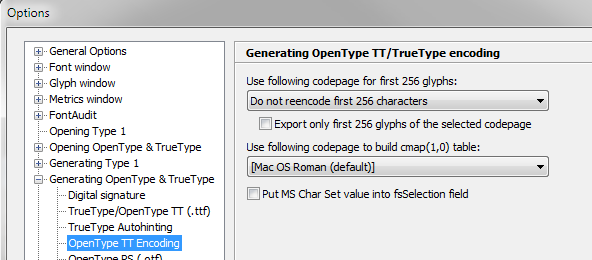 Options
General Options
Font window
Glyph window
Metrics window
FontAudit
Opening Type 1
Opening OpenType & TrueType
Generating Type 1
Generating OpenType & TrueType
Digital signature
TrueType/OpenType TT (.ttf)
TrueType Autohinting
OpenType TT Encoding
OpenType PS (.otf)
Generating OpenType TT/TrueType encoding
Use following codepage for first 256 glyphs:
Do not reencode first 256 characters
Export only first 256 glyphs of the selected codepage
Use following codepage to build cmap(1,0) table:
[Mac OS Roman (default)]
Put MS Char Set value into fsSelection field